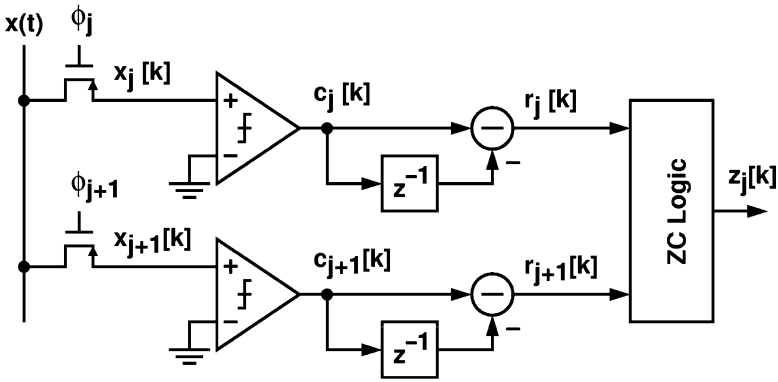 x(t)
ϕj
xj[k]
+
−
cj[k]
z−1
−
−
rj[k]
ϕj+1
xj+1[k]
+
−
cj+1[k]
z−1
−
−
rj+1[k]
ZC Logic
zj[k]